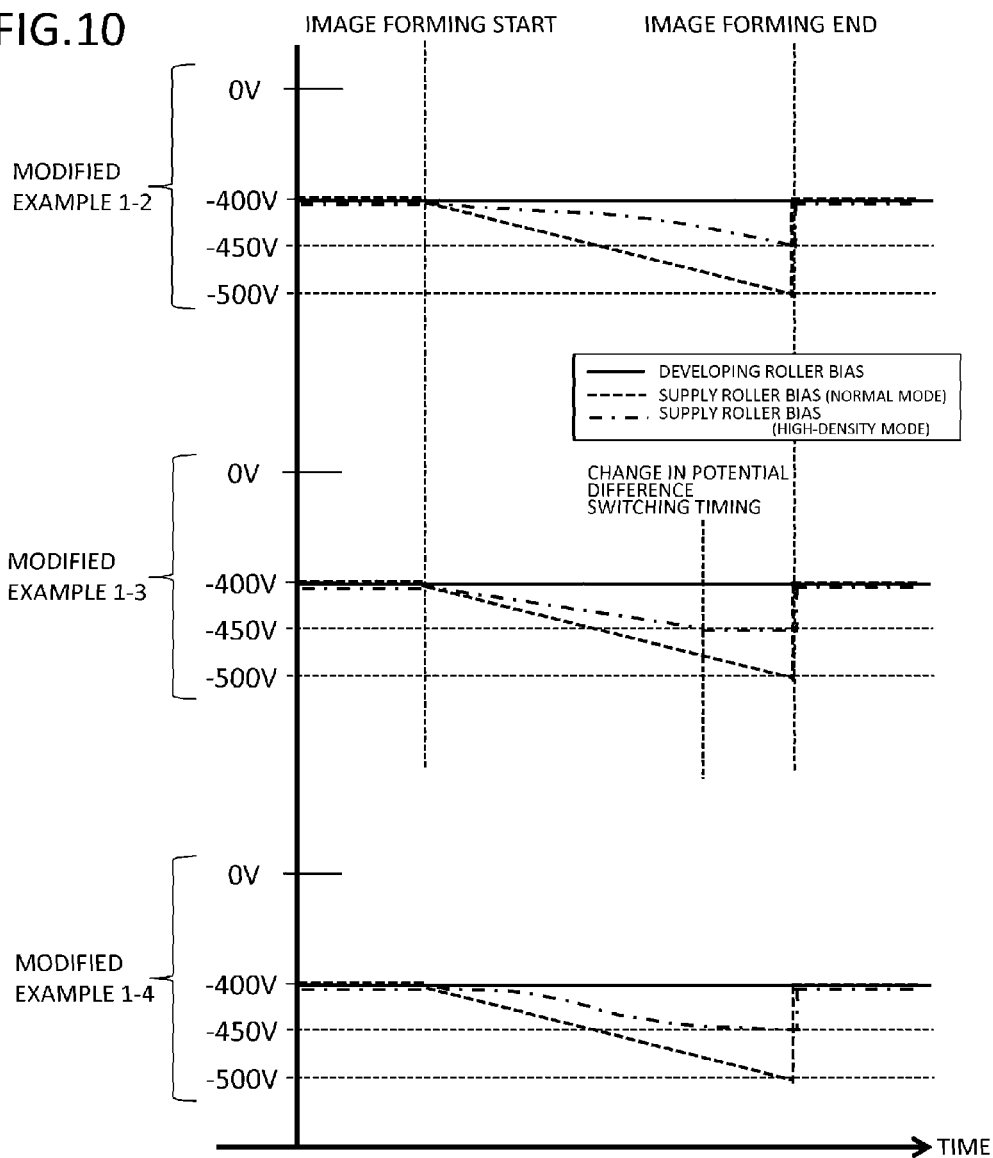 FIG.10
IMAGE FORMING START
IMAGE FORMING END
0V
MODIFIED
EXAMPLE 1-2
-400V
-450V
-500V
DEVELOPING ROLLER BIAS
SUPPLY ROLLER BIAS (NORMAL MODE)
SUPPLY ROLLER BIAS
(HIGH-DENSITY MODE)
0V
CHANGE IN POTENTIAL
DIFFERENCE
SWITCHING TIMING
MODIFIED
EXAMPLE 1-3
-400V
-450V
-500V
0V
MODIFIED
EXAMPLE 1-4
-400V
-450V
-500V
TIME